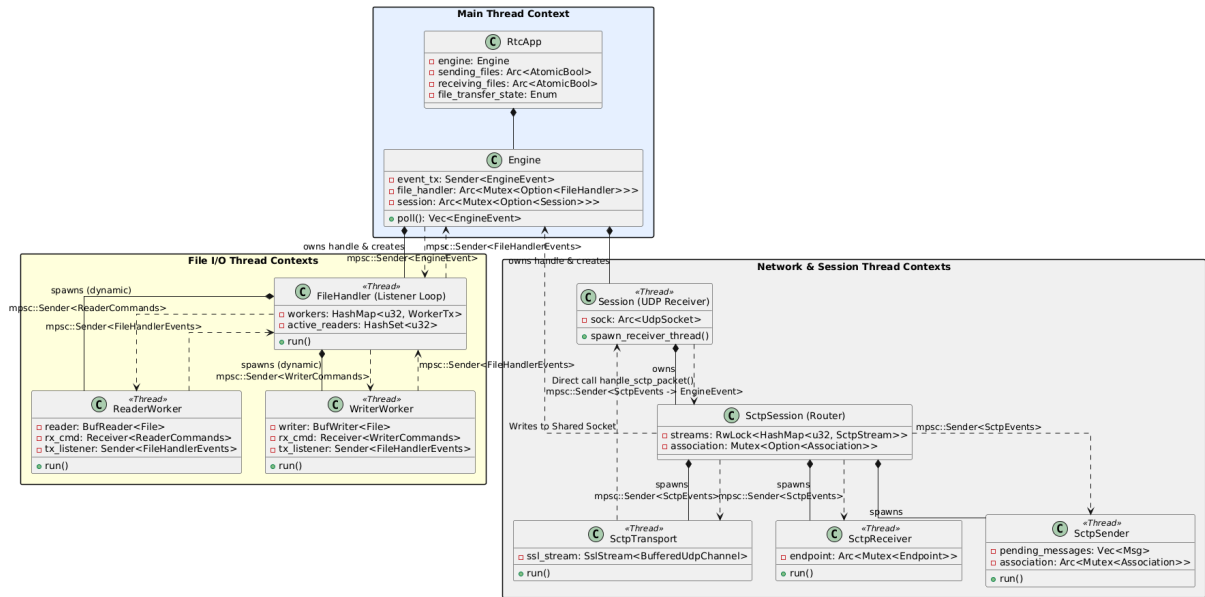 Main Thread Context
C RtcApp
engine: Engine
sending_files: Arc<AtomicBool>
receiving_files: Arc<AtomicBool>
file_transfer_state: Enum
C Engine
event_tx: Sender<EngineEvent>
file_handler: Arc<Mutex<Option<FileHandler>>>
session: Arc<Mutex<Option<Session>>>
poll(): Vec<EngineEvent>
owns handle & creates
mpsc::Sender<EngineEvent>
mpsc::Sender<FileHandlerEvents>
owns handle & creates
File I/O Thread Contexts
C «Thread»
FileHandler (Listener Loop)
workers: HashMap<u32, WorkerTx>
active_readers: HashSet<u32>
run()
spawns (dynamic)
mpsc::Sender<ReaderCommands>
mpsc::Sender<FileHandlerEvents>
spawns (dynamic)
mpsc::Sender<WriterCommands>
mpsc::Sender<FileHandlerEvents>
C «Thread»
ReaderWorker
reader: BufReader<File>
rx_cmd: Receiver<ReaderCommands>
tx_listener: Sender<FileHandlerEvents>
run()
C «Thread»
WriterWorker
writer: BufWriter<File>
rx_cmd: Receiver<WriterCommands>
tx_listener: Sender<FileHandlerEvents>
run()
Network & Session Thread Contexts
C «Thread»
Session (UDP Receiver)
sock: Arc<UdpSocket>
spawn_receiver_thread()
owns
Direct call handle_sctp_packet()
mpsc::Sender<SctpEvents -> EngineEvent>
Writes to Shared Socket
C SctpSession (Router)
streams: RwLock<HashMap<u32, SctpStream>>
association: Mutex<Option<Association>>
mpsc::Sender<SctpEvents>
spawns
mpsc::Sender<SctpEvents>
spawns
mpsc::Sender<SctpEvents>
spawns
C «Thread»
SctpTransport
ssl_stream: SslStream<BufferedUdpChannel>
run()
C «Thread»
SctpReceiver
endpoint: Arc<Mutex<Endpoint>>
run()
C «Thread»
SctpSender
pending_messages: Vec<Msg>
association: Arc<Mutex<Association>>
run()